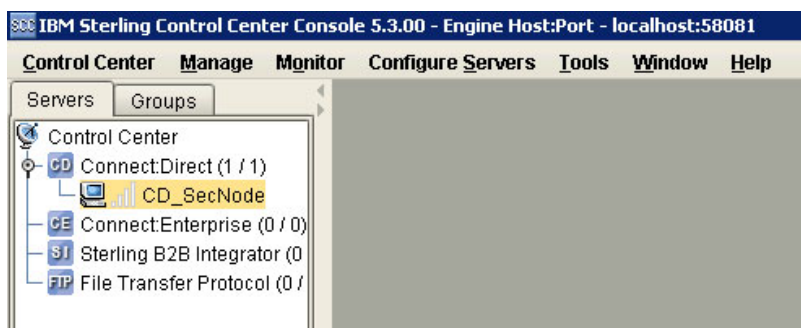 SCC IBM Sterling Control Center Console 5.3.00 - Engine Host:Port - localhost:58081
Control Center Manage Monitor Configure Servers Tools Window Help
Servers Groups
Control Center
CD Connect:Direct (1 / 1)
CD_SecNode
CE Connect:Enterprise (0 / 0)
SI Sterling B2B Integrator (0
FTP File Transfer Protocol (0 /